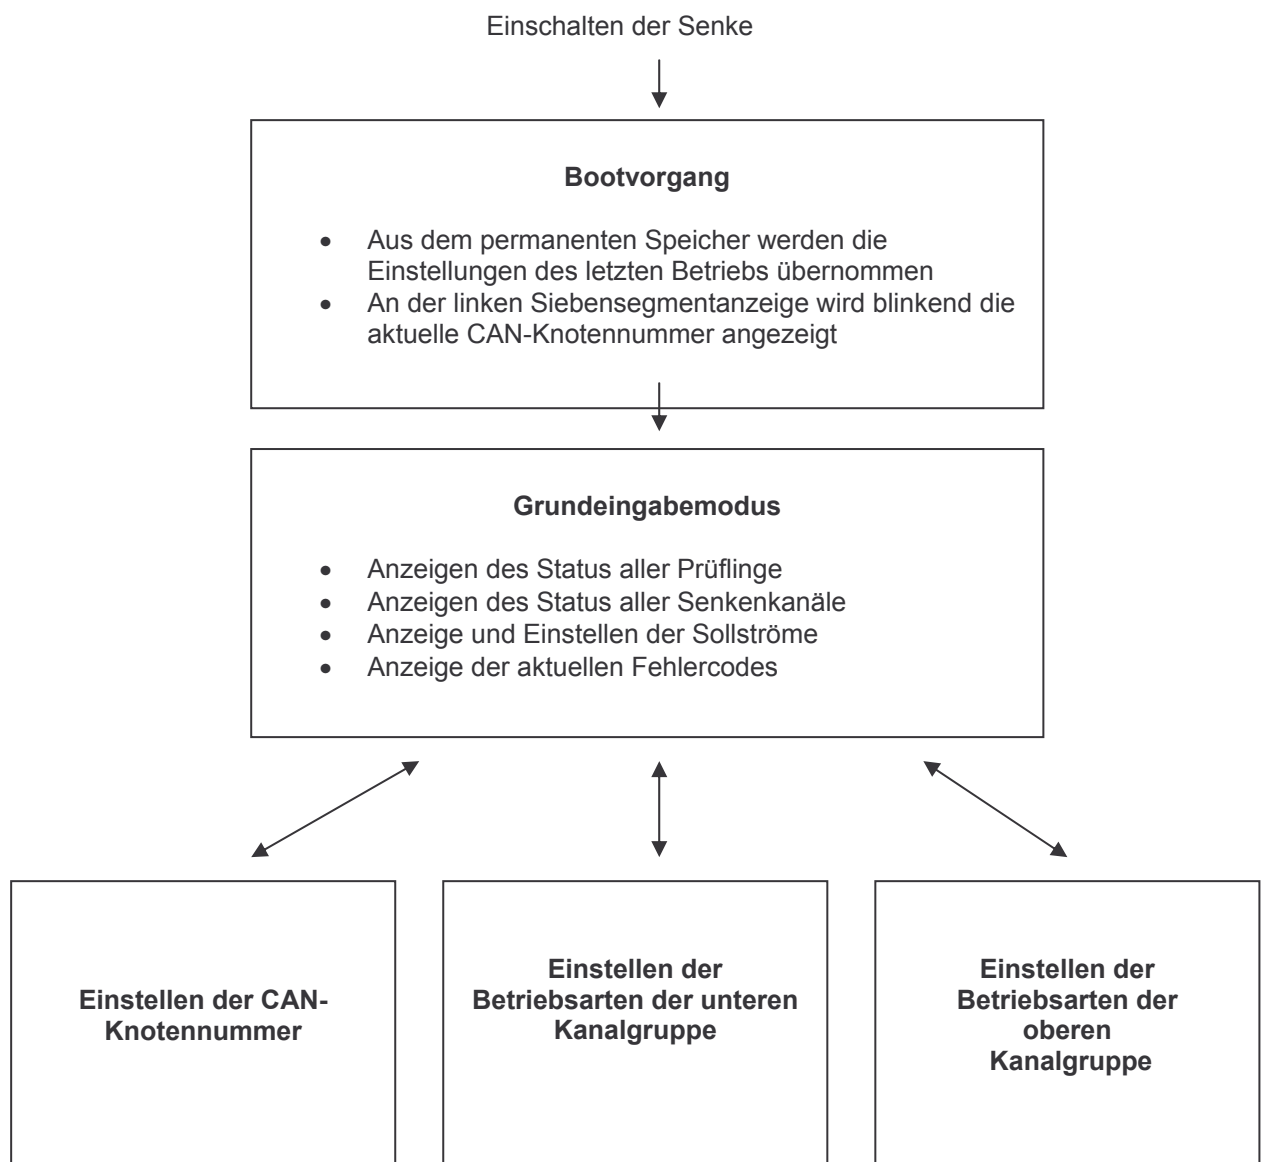 Einschalten der Senke
Bootvorgang
• Aus dem permanenten Speicher werden die
Einstellungen des letzten Betriebs übernommen
• An der linken Siebensegmentanzeige wird blinkend die
aktuelle CAN-Knotennummer angezeigt
Grundeingabemodus
• Anzeigen des Status aller Prüflinge
• Anzeigen des Status aller Senkenkanäle
• Anzeige und Einstellen der Sollströme
• Anzeige der aktuellen Fehlercodes
Einstellen der CAN-
Knotennummer
Einstellen der
Betriebsarten der unteren
Kanalgruppe
Einstellen der
Betriebsarten der
oberen
Kanalgruppe